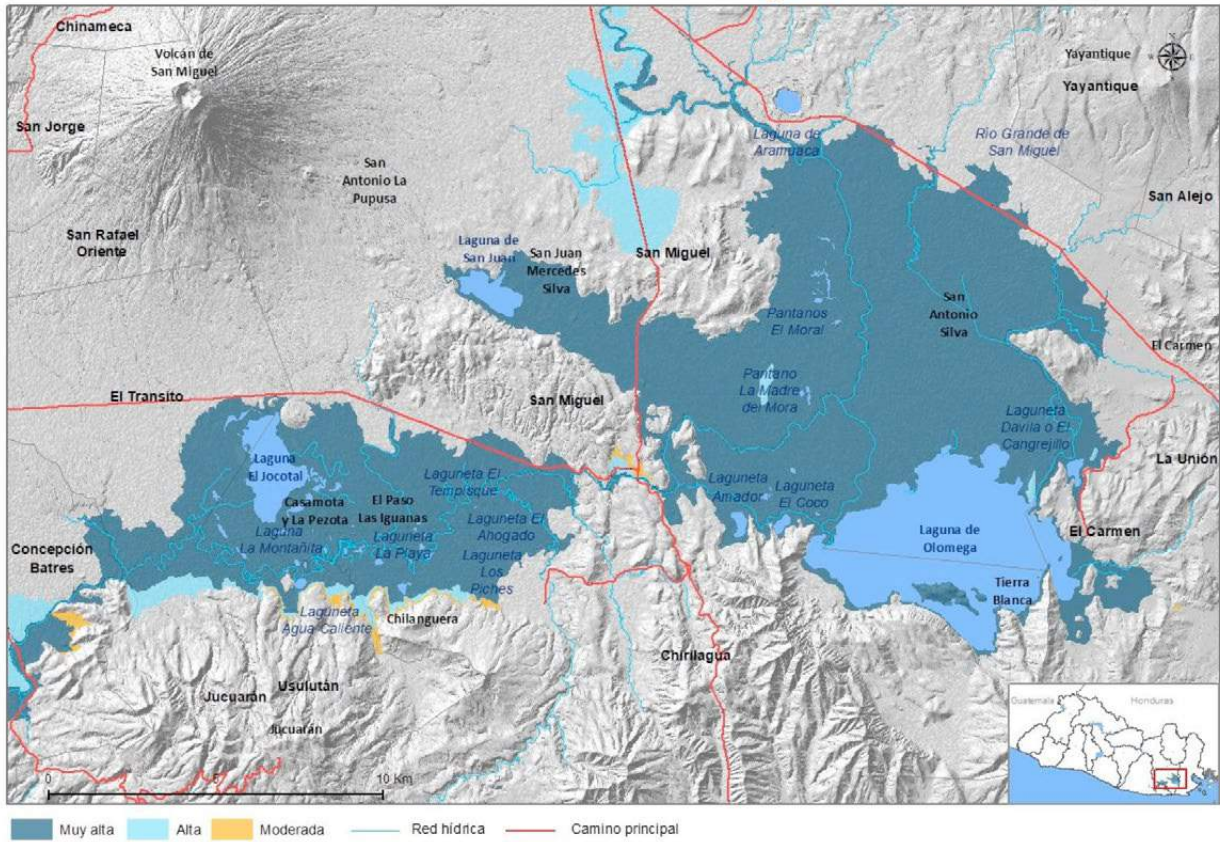 Chinameca
Volcán de
San Miguel
Yayantique
Yayantique
San Jorge
Laguna de
Aramuaca
Río Grande de
San Miguel
San
Antonio La
Pupusa
San Alejo
San Rafael
Oriente
Laguna de
San Juan
San Juan
Mercedes
Silva
San Miguel
San
Antonio
Silva
Pantanos
El Moral
El Carmen
Pantano
La Madre
del Mora
El Transito
San Miguel
Laguneta
Davila o El
Cangrejillo
La Unión
Laguna
El Jocotal
Laguneta El
Tempisque
Laguneta
Amador
Laguneta
El Coco
Casamota
y La Pezota
El Paso
Las Iguanas
Laguneta El
Ahogado
Laguna
La Montañita
Laguneta
La Playa
Laguna de
Olomega
El Carmen
Concepción
Batres
Laguneta
Los
Piches
Tierra
Blanca
Laguneta
Agua Caliente
Chilanguera
Chirilagua
Jucuarán
Usulután
Jucuarán
Guatemala
Honduras
0 5 10 Km
Muy alta
Alta
Moderada
Red hídrica
Camino principal